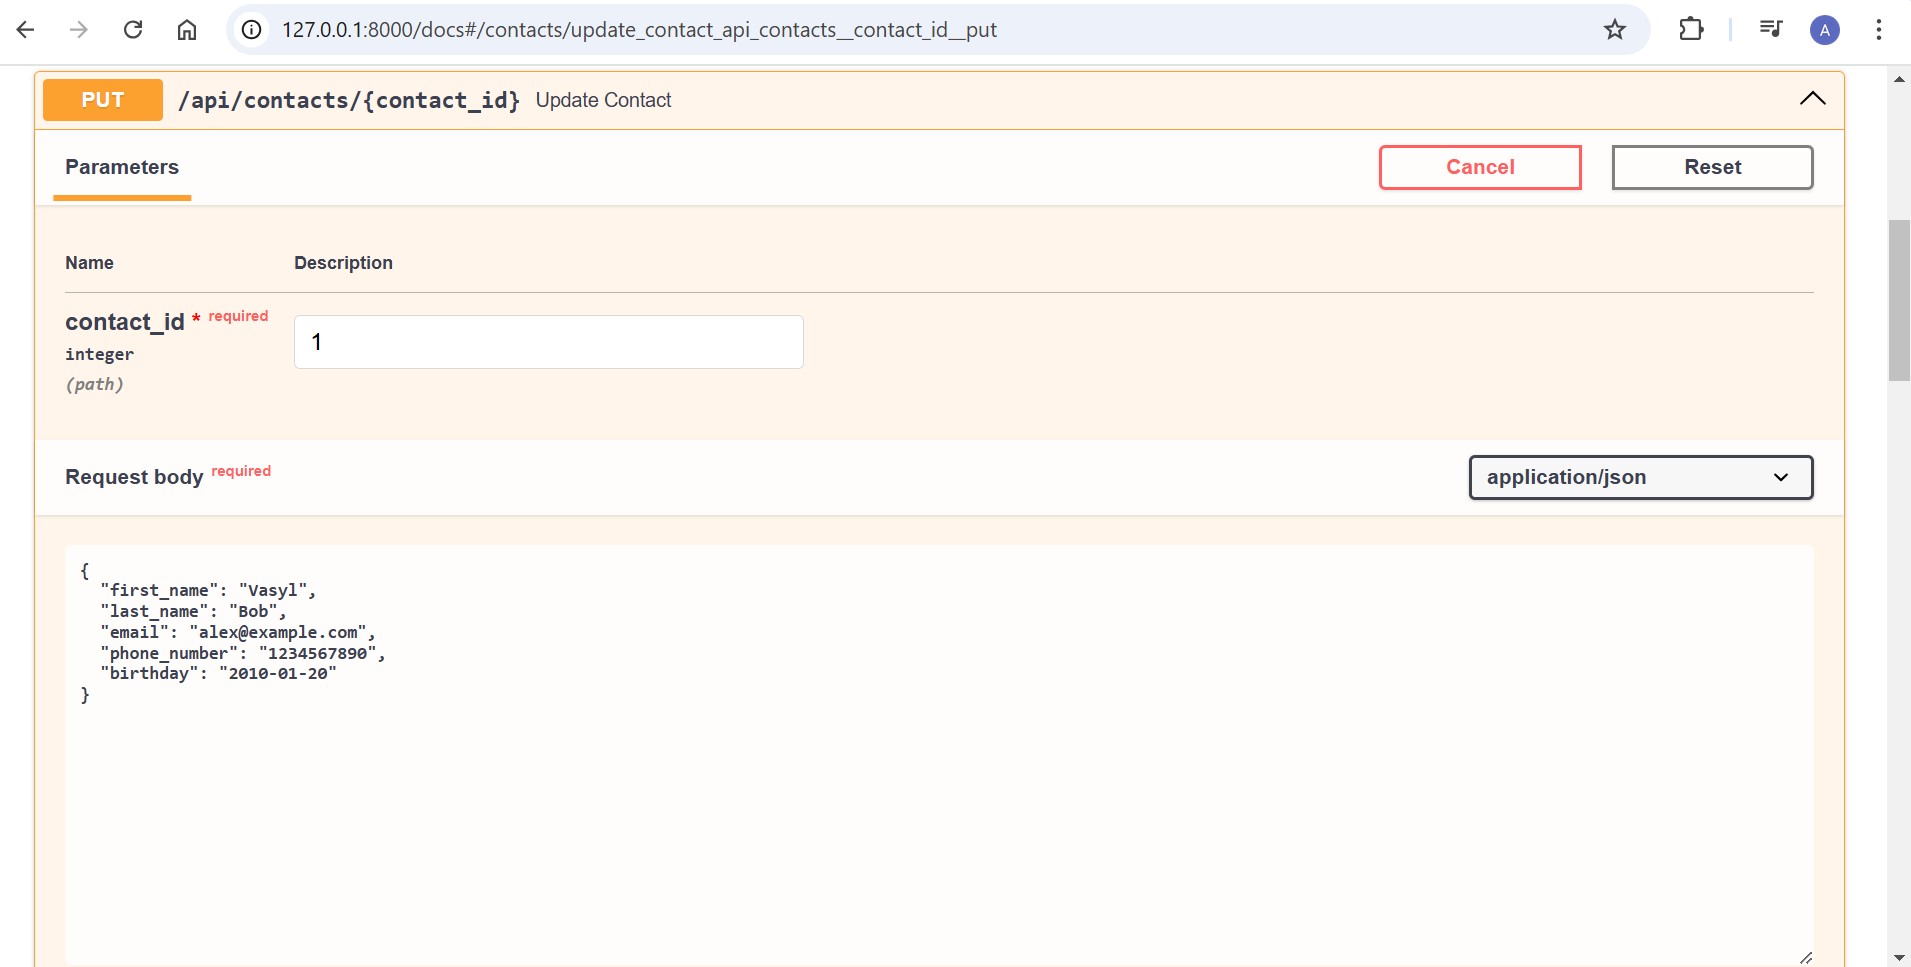 127.0.0.1:8000/docs#/contacts/update_contact_api_contacts__contact_id__put
A
PUT /api/contacts/{contact_id} Update Contact
Parameters
Cancel
Reset
Name Description
contact_id * required
integer
(path)
1
Request body required
application/json
{
  "first_name": "Vasyl",
  "last_name": "Bob",
  "email": "alex@example.com",
  "phone_number": "1234567890",
  "birthday": "2010-01-20"
}